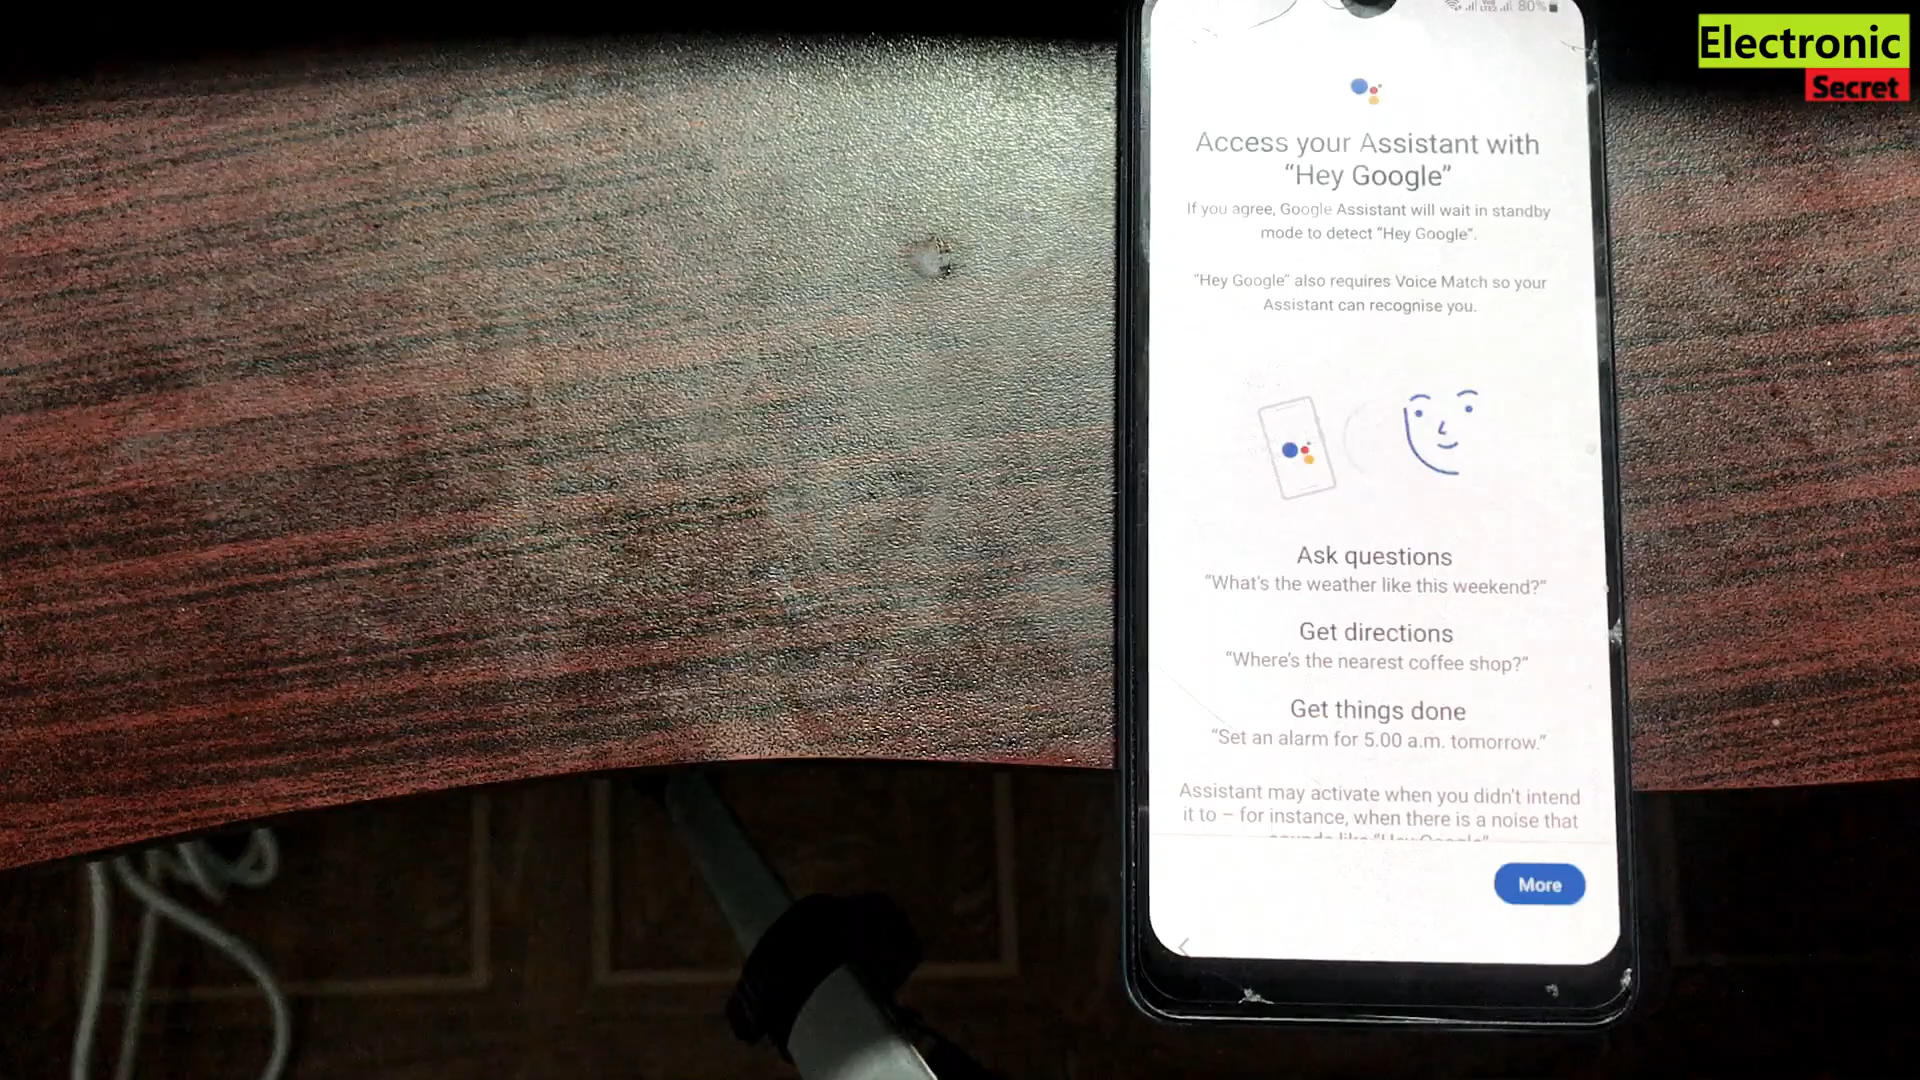 80%
Electronic
Secret
Access your Assistant with
“Hey Google”
If you agree, Google Assistant will wait in standby
mode to detect “Hey Google”.
“Hey Google” also requires Voice Match so your
Assistant can recognise you.
Ask questions
“What's the weather like this weekend?”
Get directions
“Where's the nearest coffee shop?”
Get things done
“Set an alarm for 5.00 a.m. tomorrow.”
Assistant may activate when you didn't intend
it to – for instance, when there is a noise that
More